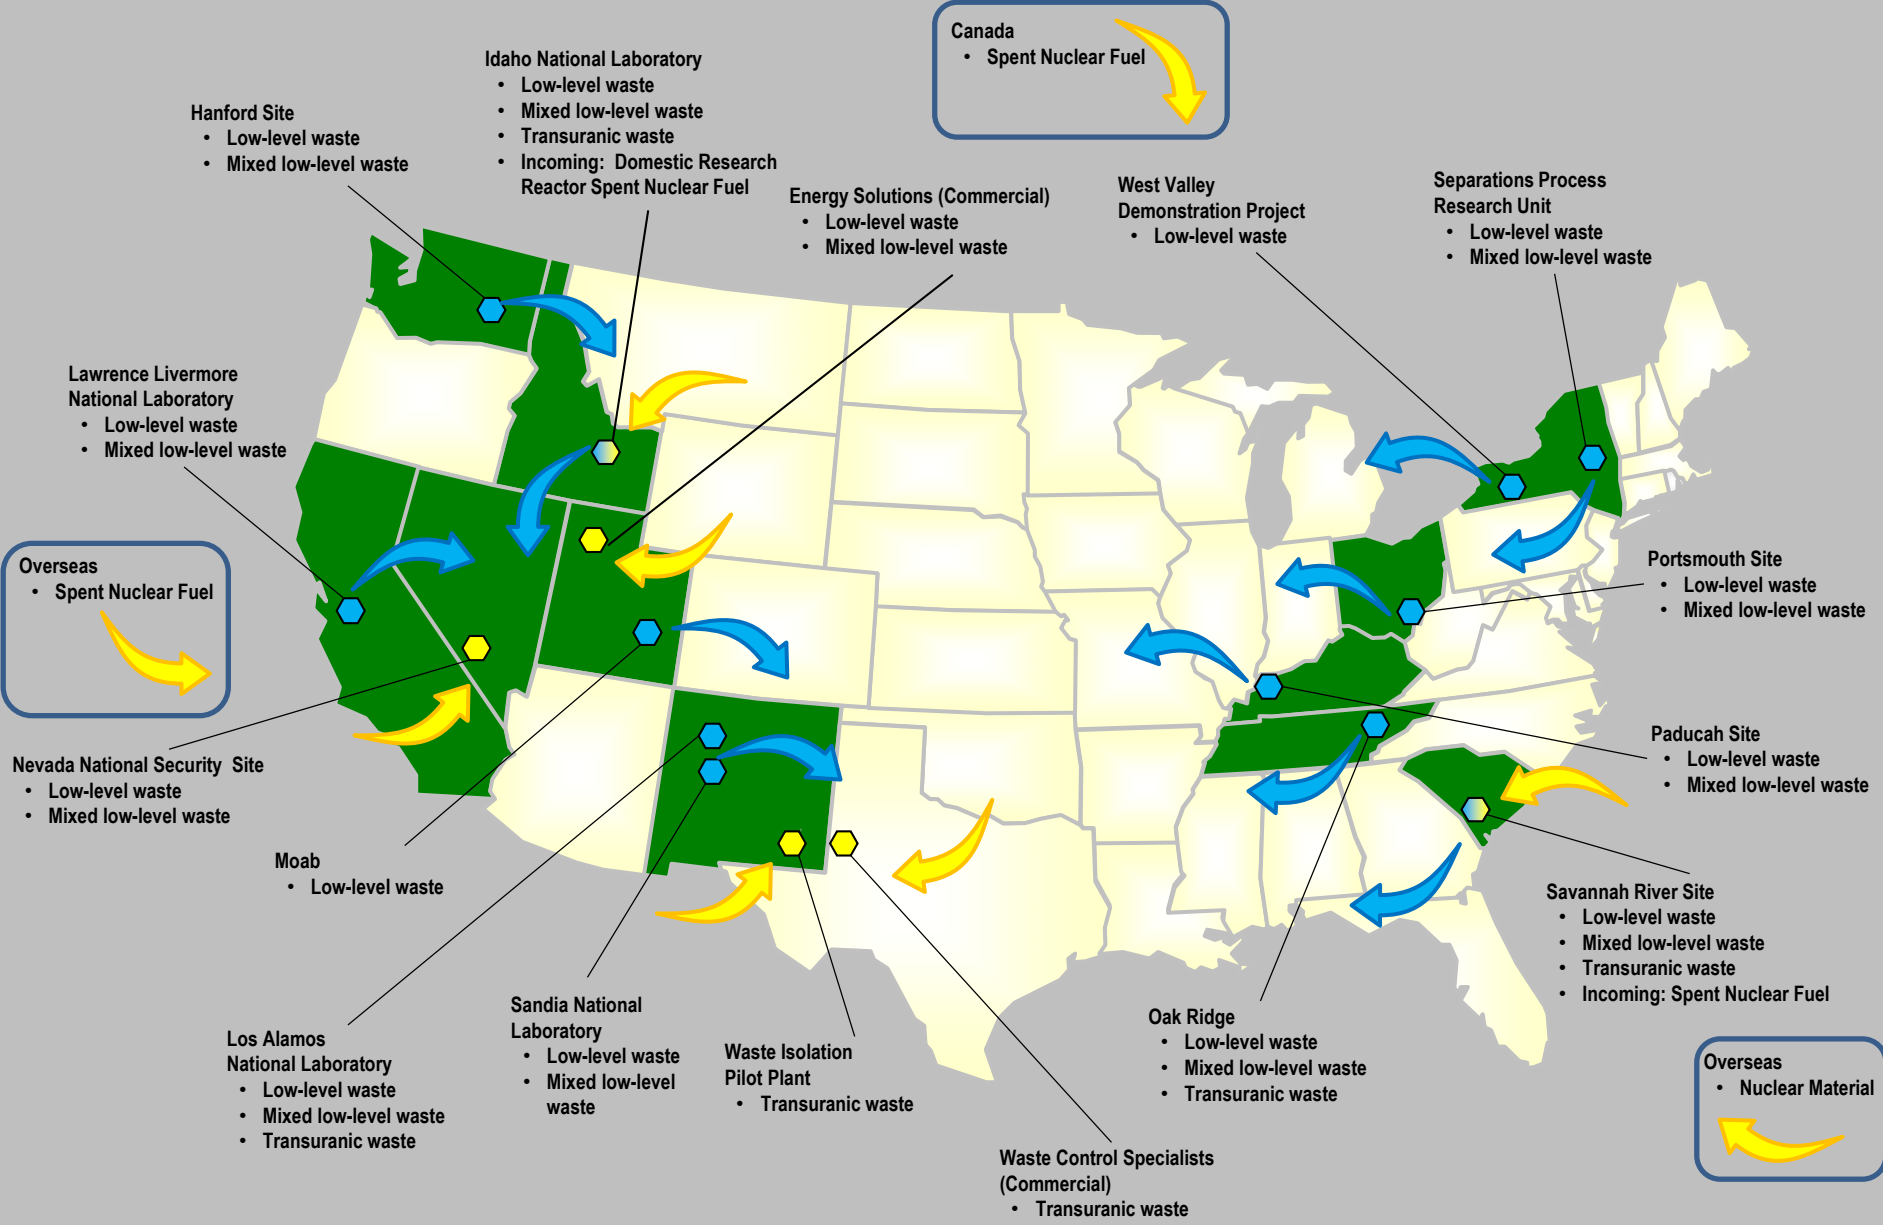 Canada
• Spent Nuclear Fuel
Idaho National Laboratory
• Low-level waste
• Mixed low-level waste
• Transuranic waste
• Incoming: Domestic Research
Reactor Spent Nuclear Fuel
Hanford Site
• Low-level waste
• Mixed low-level waste
Energy Solutions (Commercial)
• Low-level waste
• Mixed low-level waste
West Valley
Demonstration Project
• Low-level waste
Separations Process
Research Unit
• Low-level waste
• Mixed low-level waste
Lawrence Livermore
National Laboratory
• Low-level waste
• Mixed low-level waste
Overseas
• Spent Nuclear Fuel
Portsmouth Site
• Low-level waste
• Mixed low-level waste
Nevada National Security Site
• Low-level waste
• Mixed low-level waste
Paducah Site
• Low-level waste
• Mixed low-level waste
Moab
• Low-level waste
Savannah River Site
• Low-level waste
• Mixed low-level waste
• Transuranic waste
• Incoming: Spent Nuclear Fuel
Los Alamos
National Laboratory
• Low-level waste
• Mixed low-level waste
• Transuranic waste
Sandia National
Laboratory
• Low-level waste
• Mixed low-level
waste
Waste Isolation
Pilot Plant
• Transuranic waste
Oak Ridge
• Low-level waste
• Mixed low-level waste
• Transuranic waste
Waste Control Specialists
(Commercial)
• Transuranic waste
Overseas
• Nuclear Material